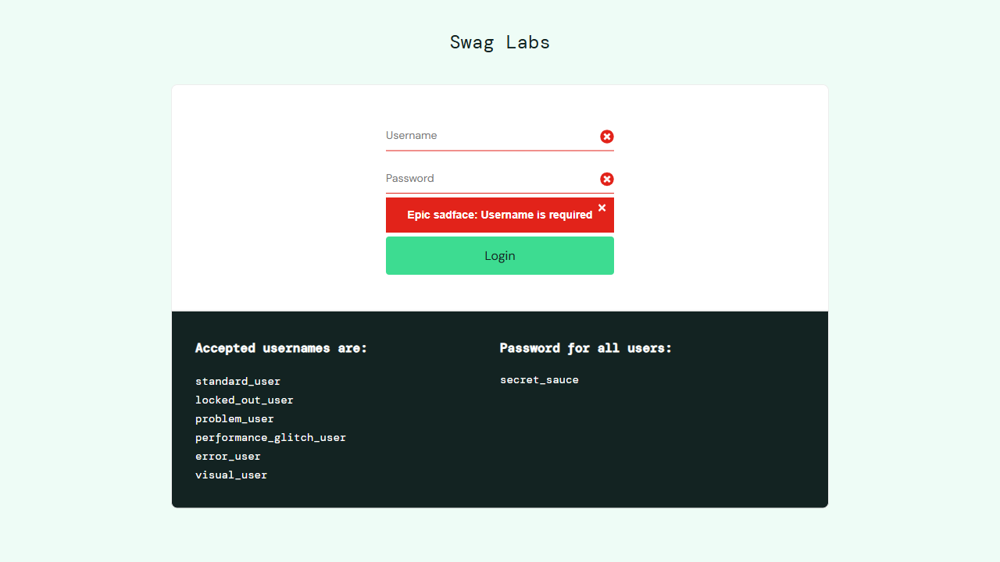 Swag Labs
Username
Password
Epic sadface: Username is required
Login
Accepted usernames are:
standard_user
locked_out_user
problem_user
performance_glitch_user
error_user
visual_user
Password for all users:
secret_sauce